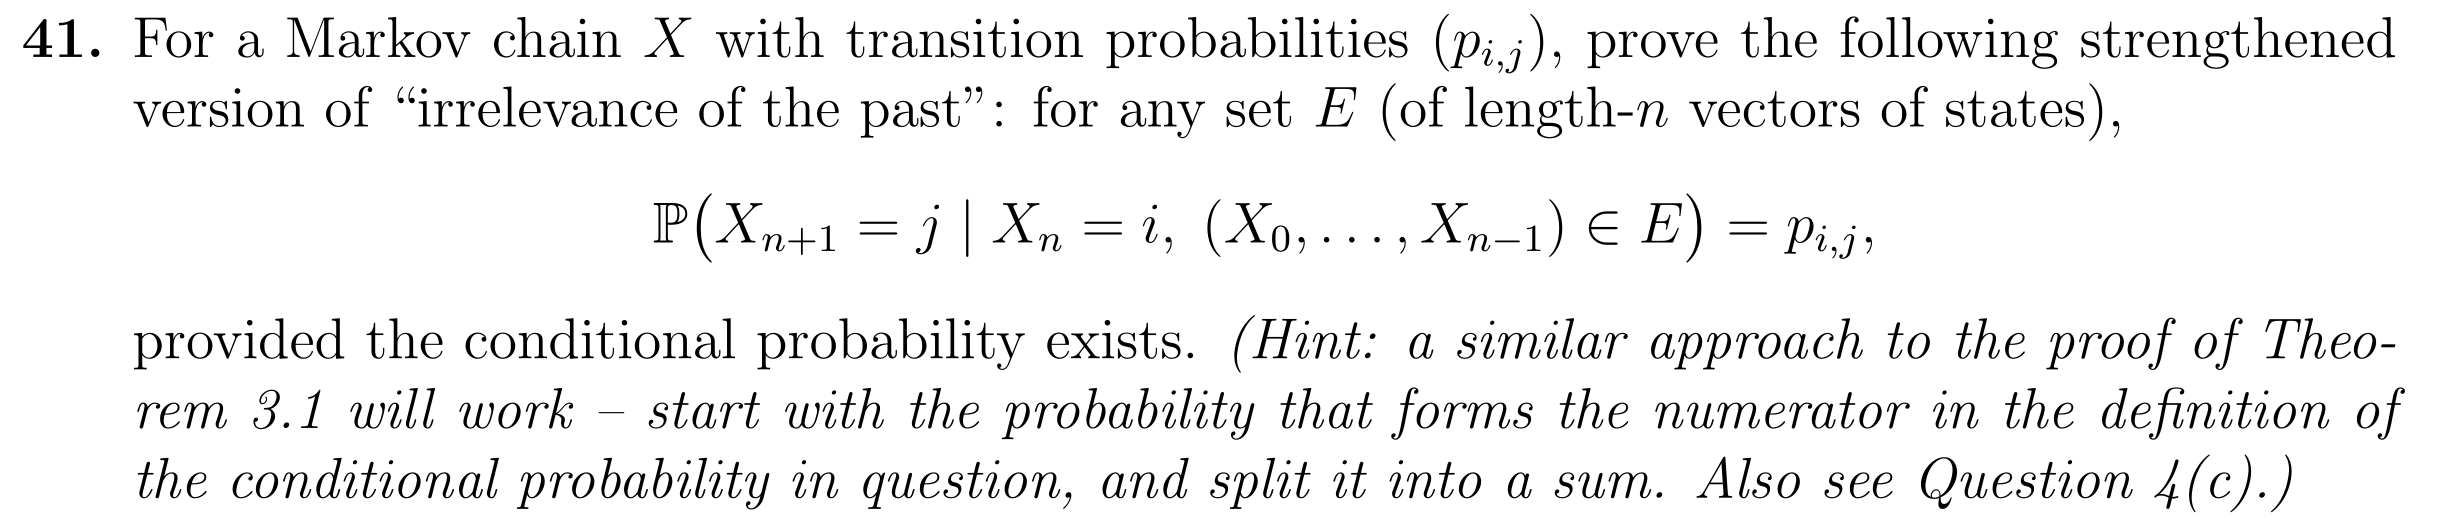 41. For a Markov chain X with transition probabilities (p_{i,j}), prove the following strengthened
version of “irrelevance of the past”: for any set E (of length-n vectors of states),
ℙ(X_{n+1} = j | X_n = i, (X_0, . . . , X_{n−1}) ∈ E) = p_{i,j},
provided the conditional probability exists. (Hint: a similar approach to the proof of Theo-
rem 3.1 will work – start with the probability that forms the numerator in the definition of
the conditional probability in question, and split it into a sum. Also see Question 4(c).)